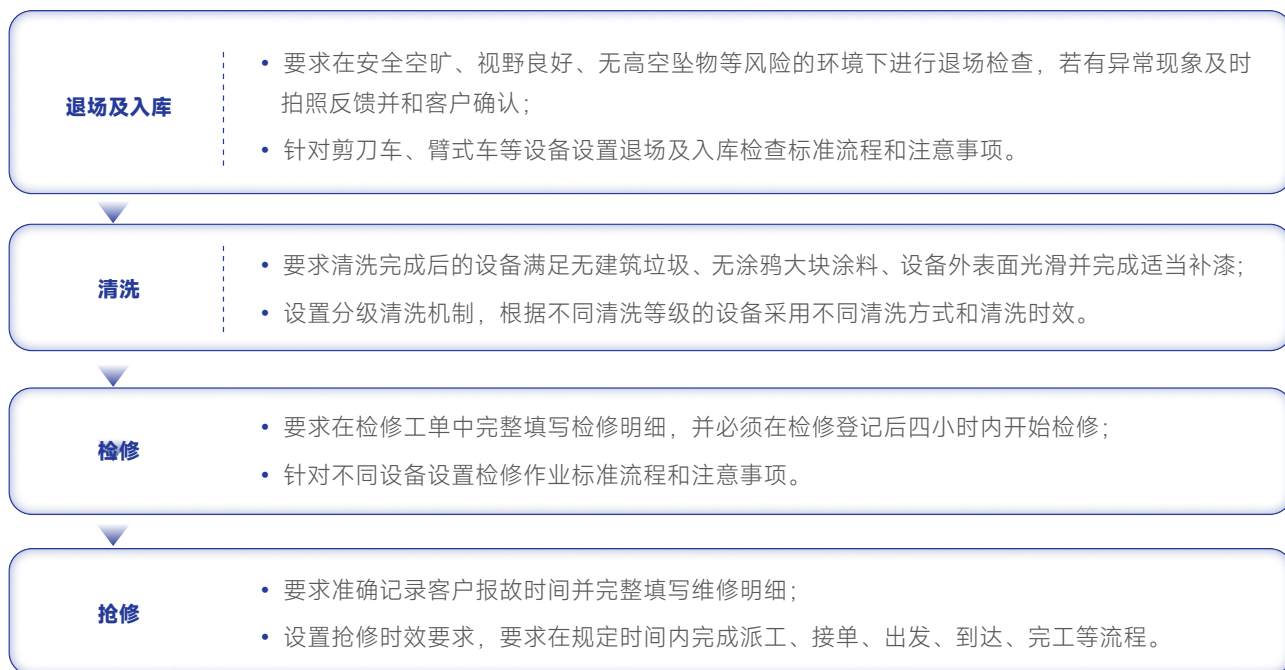 退场及入库
• 要求在安全空旷、视野良好、无高空坠物等风险的环境下进行退场检查，若有异常现象及时
拍照反馈并和客户确认；
• 针对剪刀车、臂式车等设备设置退场及入库检查标准流程和注意事项。
清洗
• 要求清洗完成后的设备满足无建筑垃圾、无涂鸦大块涂料、设备外表面光滑并完成适当补漆；
• 设置分级清洗机制，根据不同清洗等级的设备采用不同清洗方式和清洗时效。
检修
• 要求在检修工单中完整填写检修明细，并必须在检修登记后四小时内开始检修；
• 针对不同设备设置检修作业标准流程和注意事项。
抢修
• 要求准确记录客户报故时间并完整填写维修明细；
• 设置抢修时效要求，要求在规定时间内完成派工、接单、出发、到达、完工等流程。